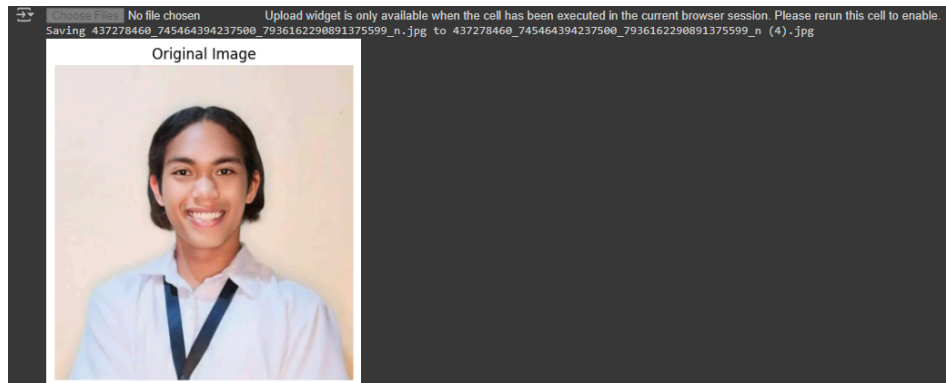 Choose Files No file chosen Upload widget is only available when the cell has been executed in the current browser session. Please rerun this cell to enable.
Saving 437278460_745464394237500_7936162290891375599_n.jpg to 437278460_745464394237500_7936162290891375599_n (4).jpg
Original Image